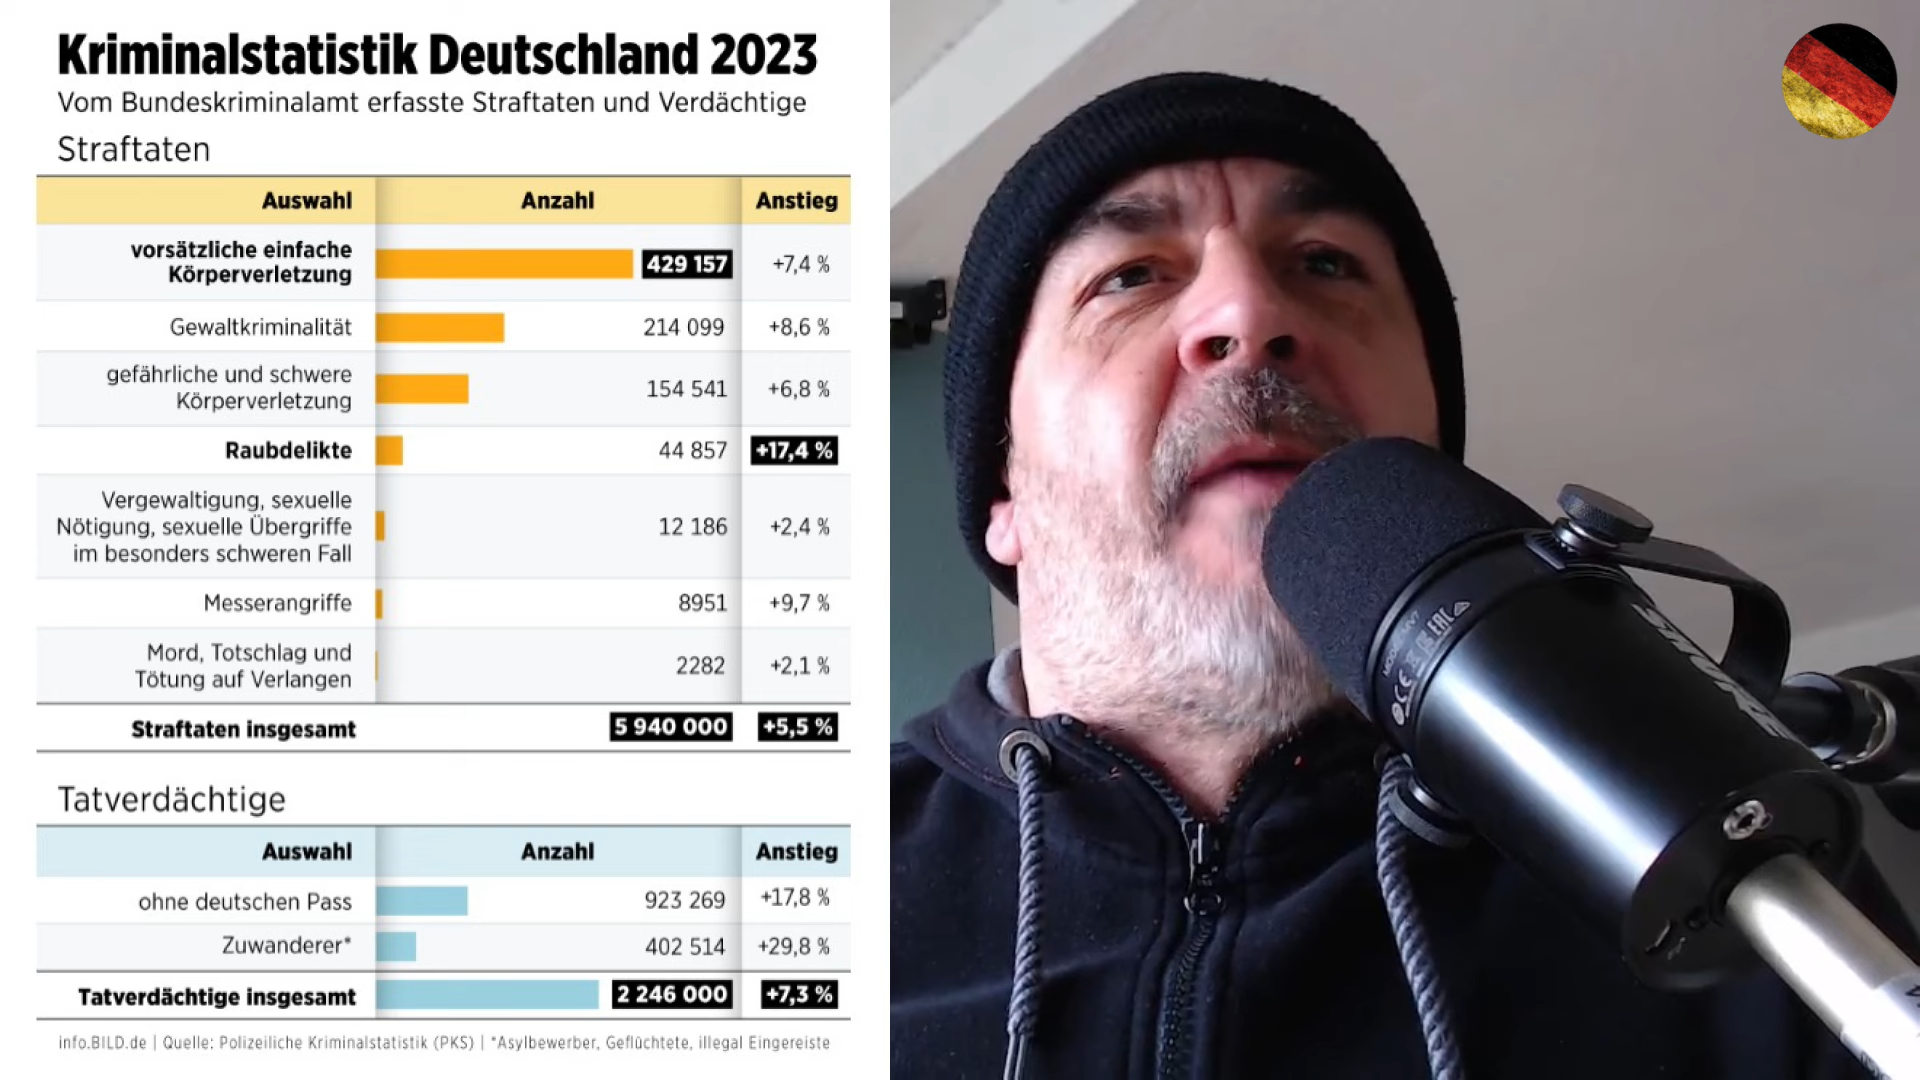 Kriminalstatistik Deutschland 2023
Vom Bundeskriminalamt erfasste Straftaten und Verdächtige
Straftaten
Auswahl Anzahl Anstieg
vorsätzliche einfache
Körperverletzung 429 157 +7,4 %
Gewaltkriminalität 214 099 +8,6 %
gefährliche und schwere
Körperverletzung 154 541 +6,8 %
Raubdelikte 44 857 +17,4 %
Vergewaltigung, sexuelle
Nötigung, sexuelle Übergriffe 12 186 +2,4 %
im besonders schweren Fall
Messerangriffe 8951 +9,7 %
Mord, Totschlag und
Tötung auf Verlangen 2282 +2,1 %
Straftaten insgesamt 5 940 000 +5,5 %
Tatverdächtige
Auswahl Anzahl Anstieg
ohne deutschen Pass 923 269 +17,8 %
Zuwanderer* 402 514 +29,8 %
Tatverdächtige insgesamt 2 246 000 +7,3 %
info.BILD.de | Quelle: Polizeiliche Kriminalstatistik (PKS) | *Asylbewerber, Geflüchtete, illegal Eingereiste
CE
EAC